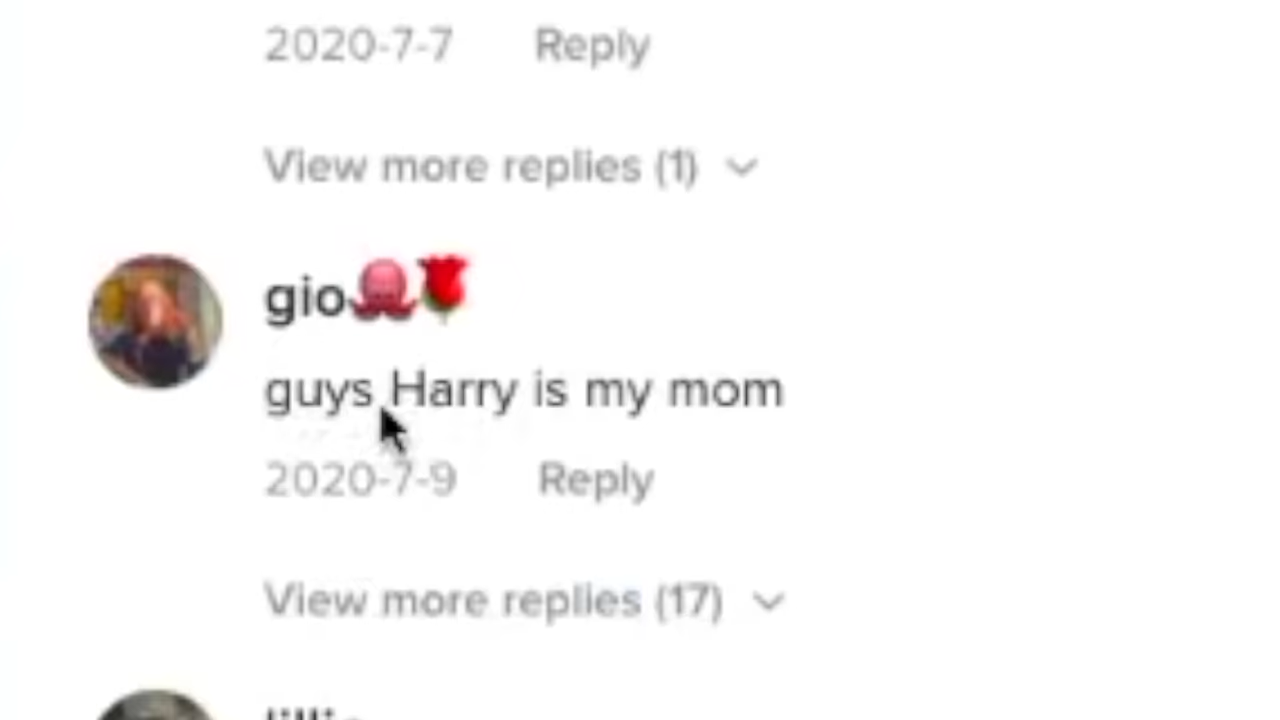 2020-7-7 Reply
View more replies (1)
gio🐙🌹
guys Harry is my mom
2020-7-9 Reply
View more replies (17)